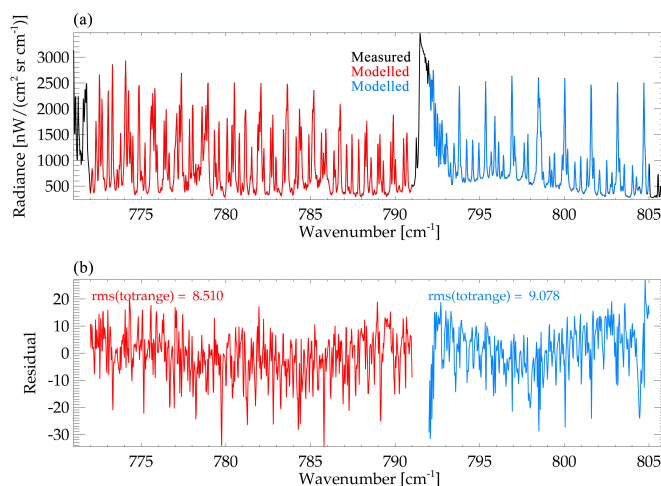 (a)
Radiance [nW/(cm² sr cm⁻¹)]
3000
2500
2000
1500
1000
500
Measured
Modelled
Modelled
775 780 785 790 795 800 805
Wavenumber [cm⁻¹]
(b)
Residual
20
10
0
-10
-20
-30
rms(totrange) = 8.510
rms(totrange) = 9.078
775 780 785 790 795 800 805
Wavenumber [cm⁻¹]